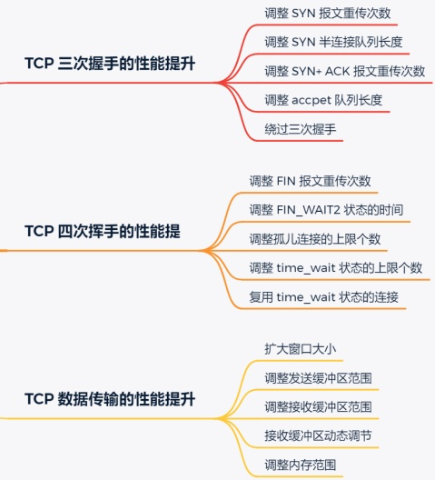 TCP 三次握手的性能提升
调整 SYN 报文重传次数
调整 SYN 半连接队列长度
调整 SYN+ ACK 报文重传次数
调整 accpet 队列长度
绕过三次握手
TCP 四次挥手的性能提
调整 FIN 报文重传次数
调整 FIN_WAIT2 状态的时间
调整孤儿连接的上限个数
调整 time_wait 状态的上限个数
复用 time_wait 状态的连接
TCP 数据传输的性能提升
扩大窗口大小
调整发送缓冲区范围
调整接收缓冲区范围
接收缓冲区动态调节
调整内存范围